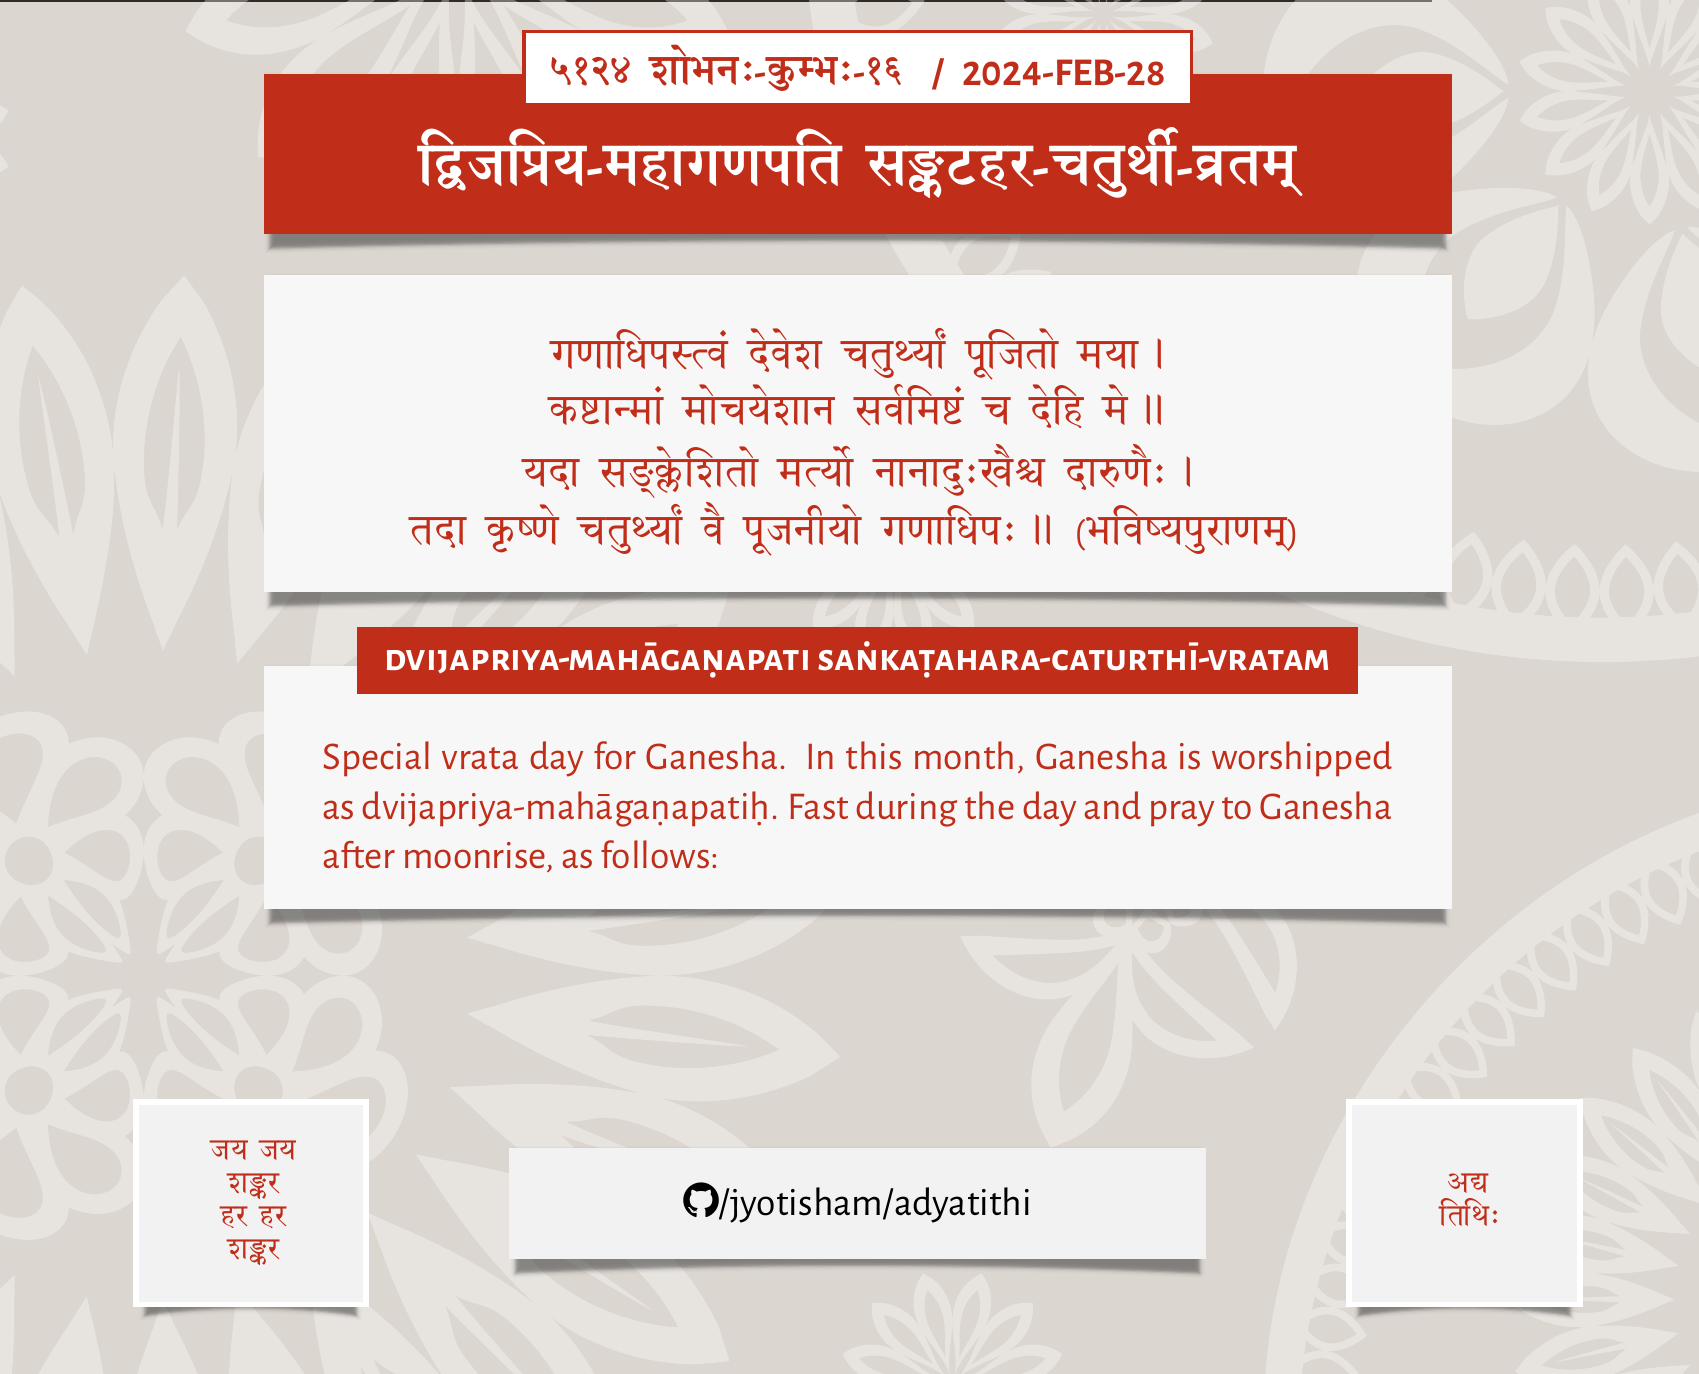 ५१२४ शोभनः-कुम्भः-१६ / 2024-FEB-28
द्विजप्रिय-महागणपति सङ्कटहर-चतुर्थी-व्रतम्
गणाधिपस्त्वं देवेश चतुर्थ्यां पूजितो मया ।
कष्टान्मां मोचयेशान सर्वमिष्टं च देहि मे ॥
यदा सङ्क्लेशितो मर्त्यो नानादुःखैश्च दारुणैः ।
तदा कृष्णे चतुर्थ्यां वै पूजनीयो गणाधिपः ॥ (भविष्यपुराणम्)
DVIJAPRIYA-MAHĀGAṆAPATI SAṄKAṬAHARA-CATURTHĪ-VRATAM
Special vrata day for Ganesha. In this month, Ganesha is worshipped
as dvijapriya-mahāgaṇapatiḥ. Fast during the day and pray to Ganesha
after moonrise, as follows:
जय जय
शङ्कर
हर हर
शङ्कर
/jyotisham/adyatithi
अद्य
तिथिः